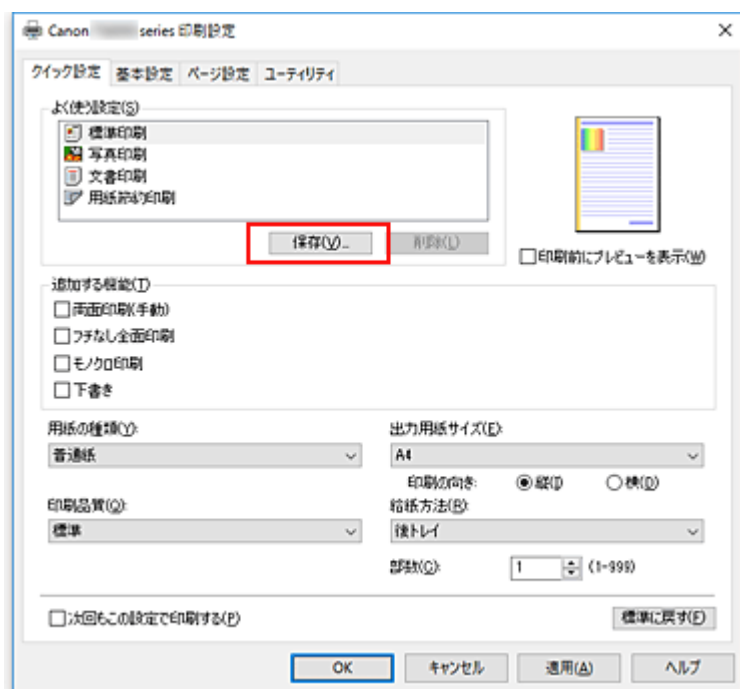 Canon series 印刷設定
クイック設定 基本設定 ページ設定 ユーティリティ
よく使う設定(S)
標準印刷
写真印刷
文書印刷
用紙節約印刷
保存(V)... 削除(L)
印刷前にプレビューを表示(W)
追加する機能(T)
両面印刷(手動)
フチなし全面印刷
モノクロ印刷
下書き
用紙の種類(Y): 出力用紙サイズ(E):
普通紙 A4
印刷の向き: 縦(I) 横(D)
印刷品質(Q): 給紙方法(R):
標準 後トレイ
部数(C): 1 (1-999)
次回もこの設定で印刷する(P) 標準に戻す(F)
OK キャンセル 適用(A) ヘルプ